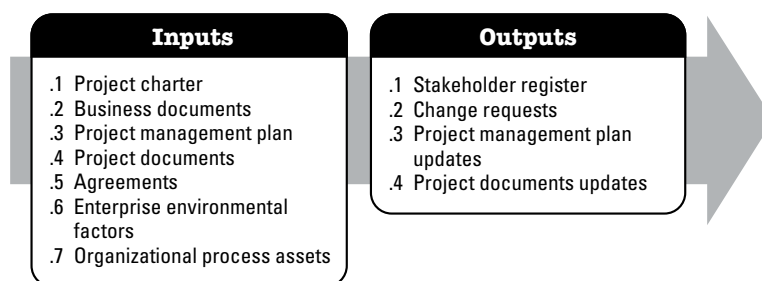 Inputs
.1 Project charter
.2 Business documents
.3 Project management plan
.4 Project documents
.5 Agreements
.6 Enterprise environmental
factors
.7 Organizational process assets
Outputs
.1 Stakeholder register
.2 Change requests
.3 Project management plan
updates
.4 Project documents updates